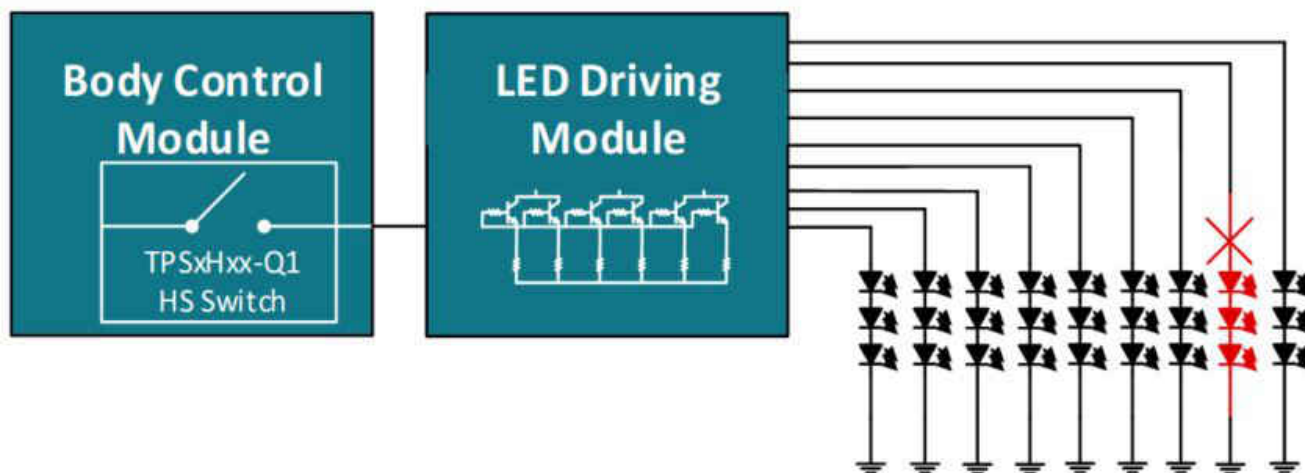 Body Control
Module
TPSxHxx-Q1
HS Switch
LED Driving
Module